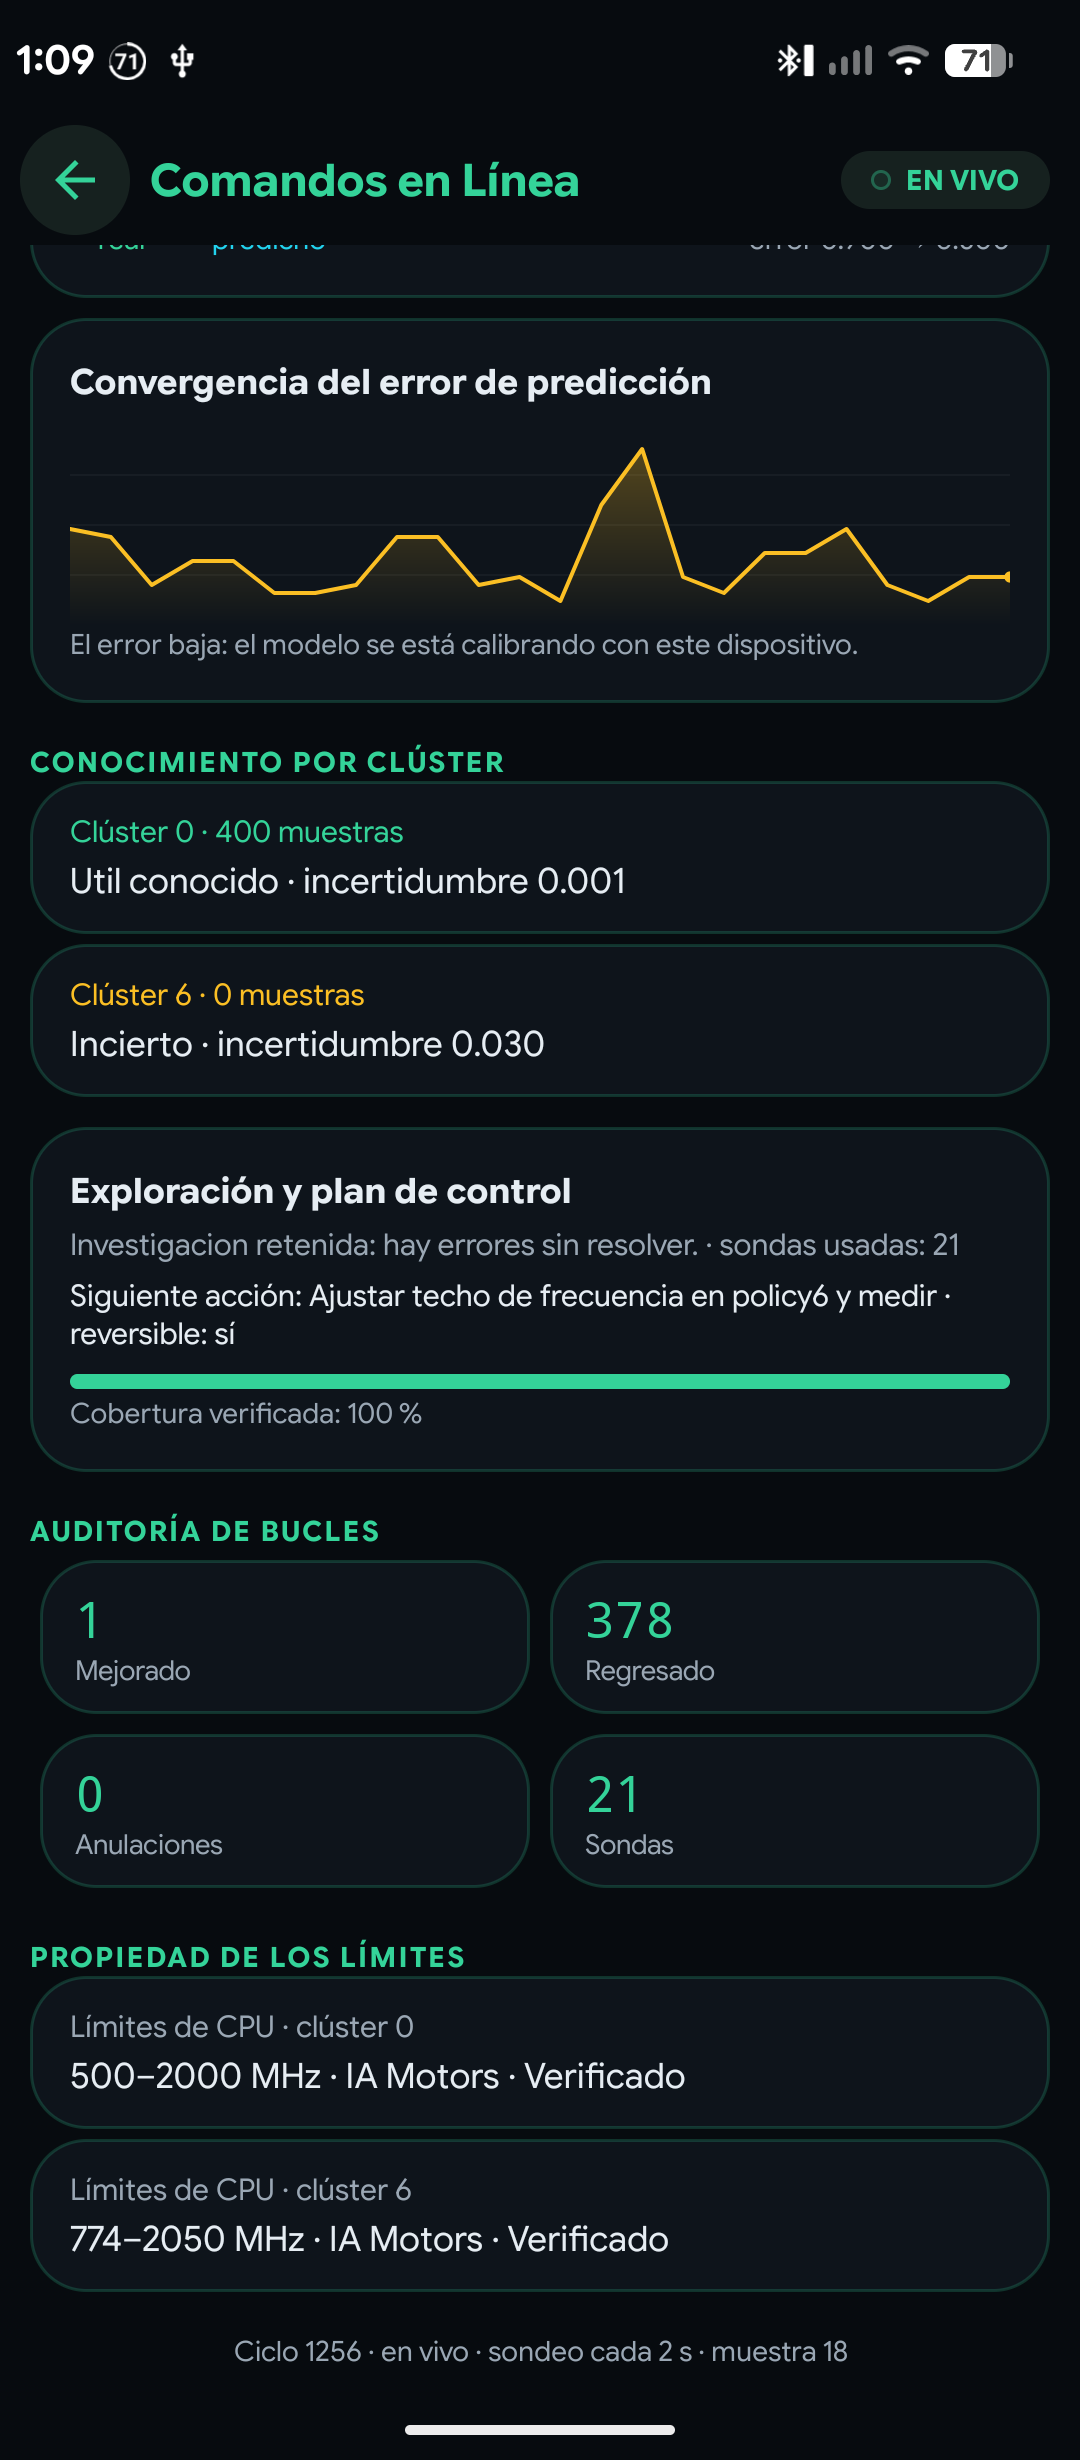 1:09 71 71
Comandos en Línea EN VIVO
Convergencia del error de predicción
El error baja: el modelo se está calibrando con este dispositivo.
CONOCIMIENTO POR CLÚSTER
Clúster 0 · 400 muestras
Util conocido · incertidumbre 0.001
Clúster 6 · 0 muestras
Incierto · incertidumbre 0.030
Exploración y plan de control
Investigacion retenida: hay errores sin resolver. · sondas usadas: 21
Siguiente acción: Ajustar techo de frecuencia en policy6 y medir ·
reversible: sí
Cobertura verificada: 100 %
AUDITORÍA DE BUCLES
1 378
Mejorado Regresado
0 21
Anulaciones Sondas
PROPIEDAD DE LOS LÍMITES
Límites de CPU · clúster 0
500–2000 MHz · IA Motors · Verificado
Límites de CPU · clúster 6
774–2050 MHz · IA Motors · Verificado
Ciclo 1256 · en vivo · sondeo cada 2 s · muestra 18